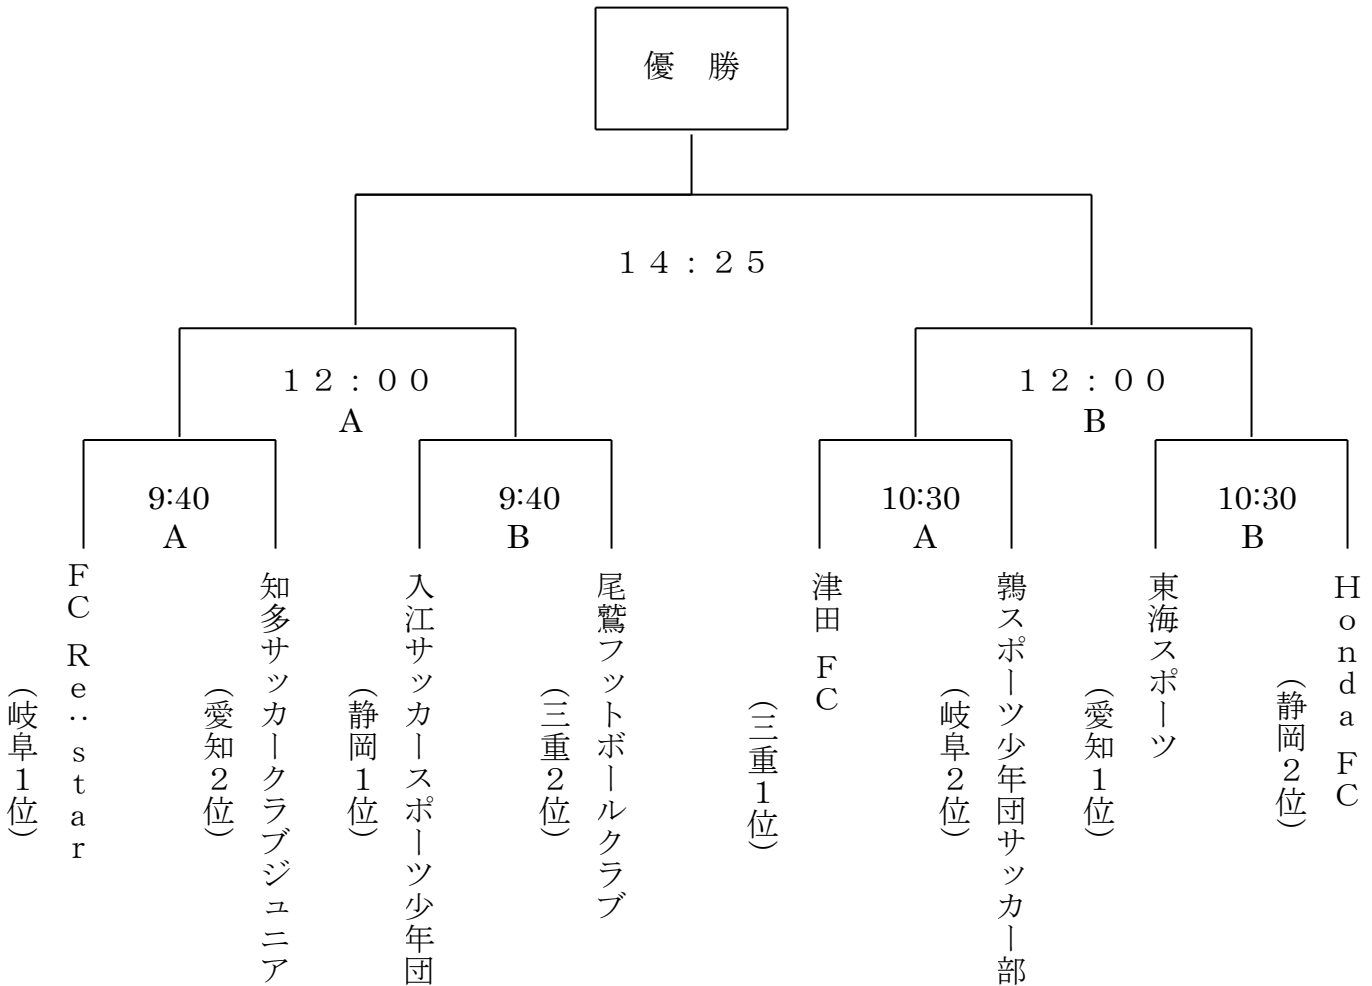 優　勝
１４：２５
１２：００
A
１２：００
B
9:40
A
9:40
B
10:30
A
10:30
B
ＦＣ Ｒｅ：ｓｔａｒ
（岐阜１位）
知多サッカークラブジュニア
（愛知２位）
入江サッカースポーツ少年団
（静岡１位）
尾鷲フットボールクラブ
（三重２位）
津田 ＦＣ
（三重１位）
鶉スポーツ少年団サッカー部
（岐阜２位）
東海スポーツ
（愛知１位）
Ｈｏｎｄａ ＦＣ
（静岡２位）